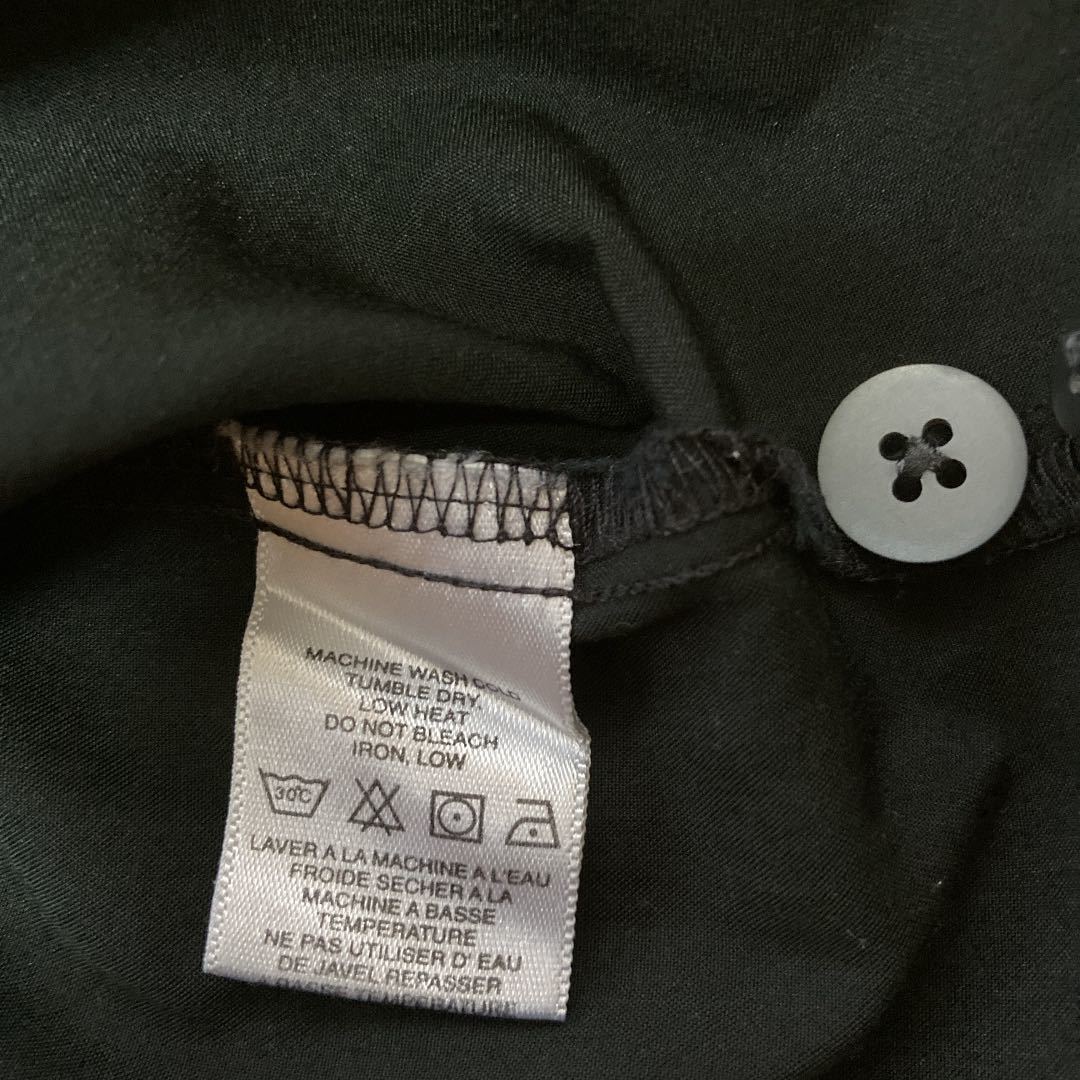 MACHINE WASH COLD
TUMBLE DRY
LOW HEAT
DO NOT BLEACH
IRON, LOW
30°C
LAVER A LA MACHINE A L'EAU
FROIDE SECHER A LA
MACHINE A BASSE
TEMPERATURE
NE PAS UTILISER D' EAU
DE JAVEL REPASSER